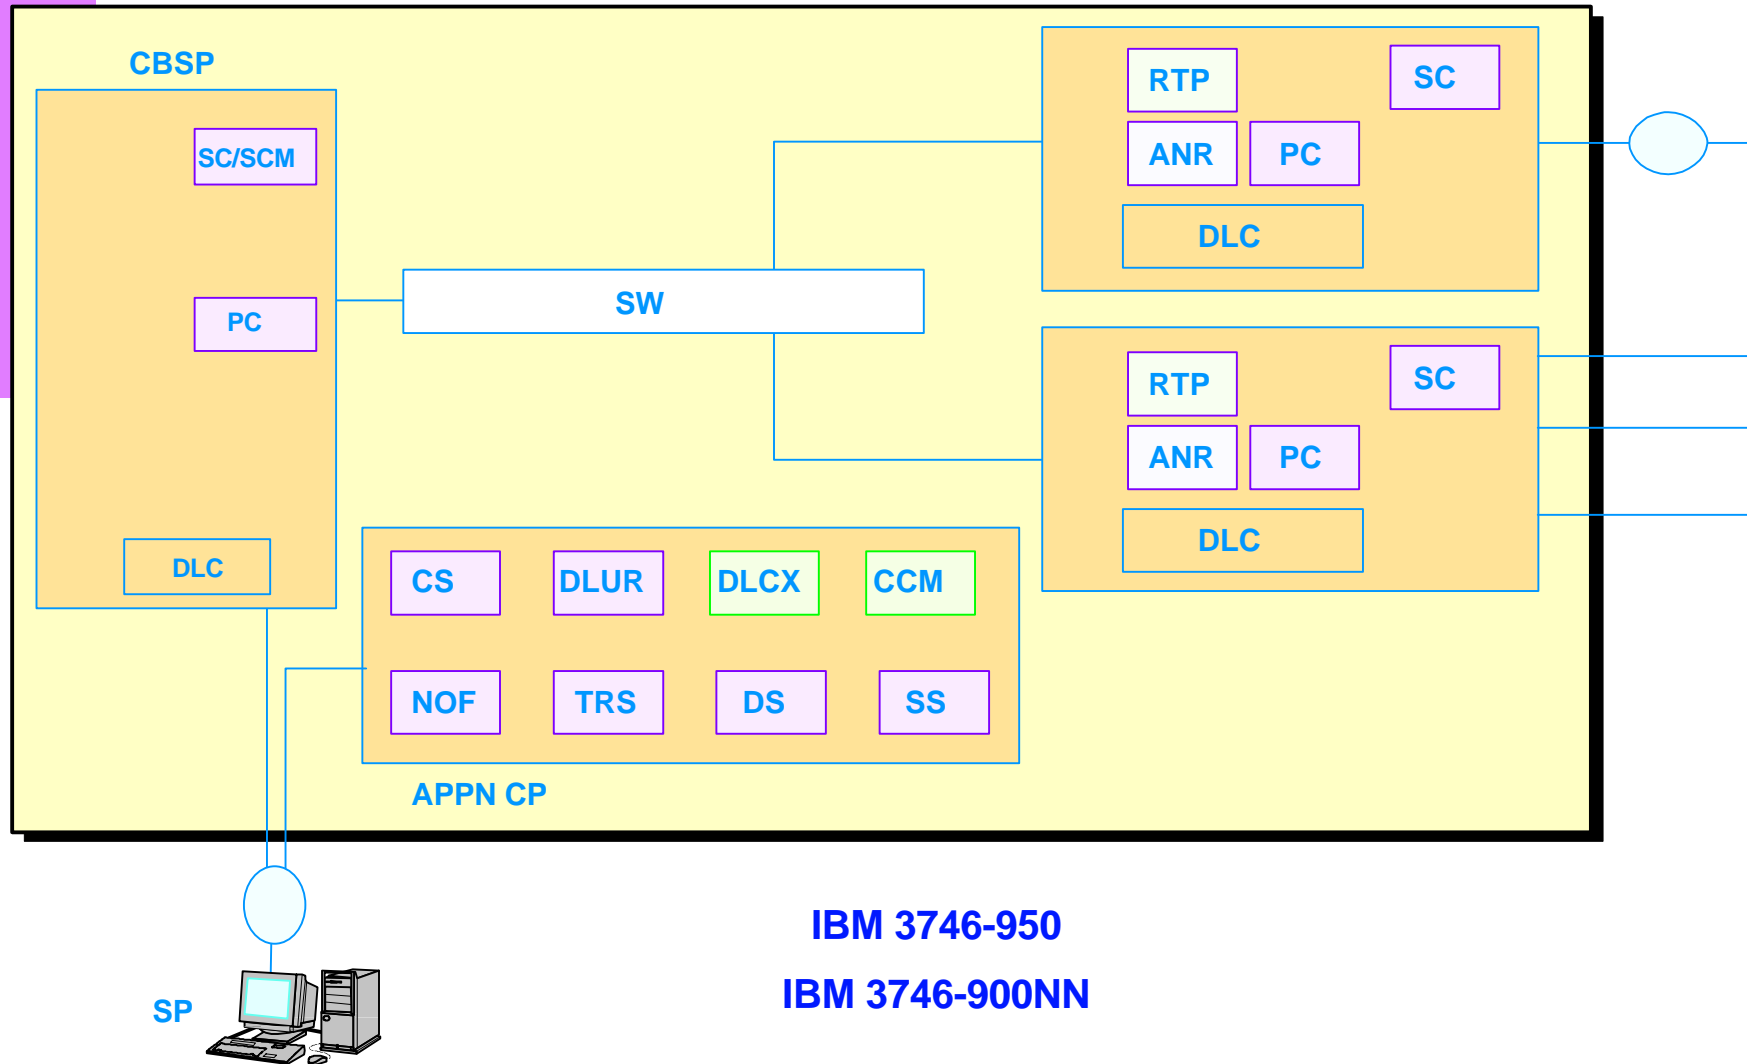 CBSP
SC/SCM
PC
DLC
SW
RTP
SC
ANR
PC
DLC
RTP
SC
ANR
PC
DLC
CS
DLUR
DLCX
CCM
NOF
TRS
DS
SS
APPN CP
SP
IBM 3746-950
IBM 3746-900NN